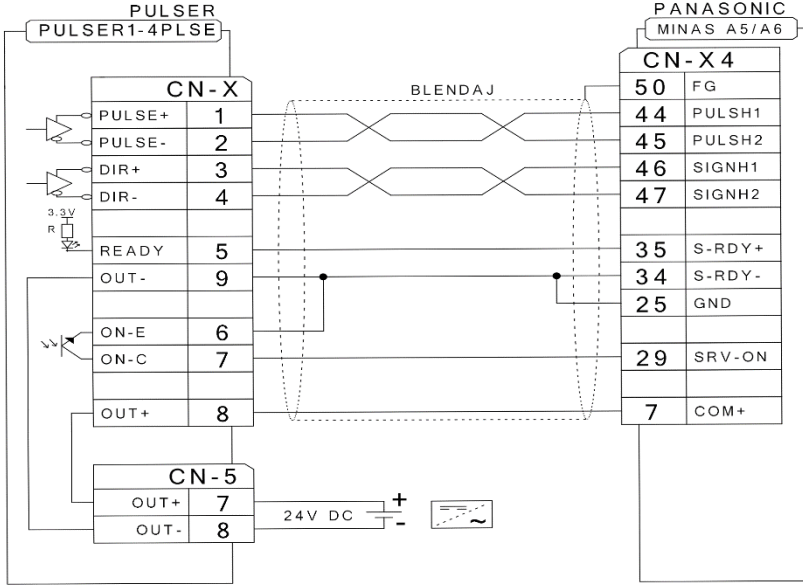 PULSER
PULSER1-4PLSE
PANASONIC
MINAS A5/A6
CN-X
PULSE+ 1
PULSE- 2
DIR+ 3
DIR- 4
3.3V
R
READY 5
OUT- 9
ON-E 6
ON-C 7
OUT+ 8
BLENDAJ
CN-X4
50 FG
44 PULSH1
45 PULSH2
46 SIGNH1
47 SIGNH2
35 S-RDY+
34 S-RDY-
25 GND
29 SRV-ON
7 COM+
CN-5
OUT+ 7
OUT- 8
24V DC
+
-
~